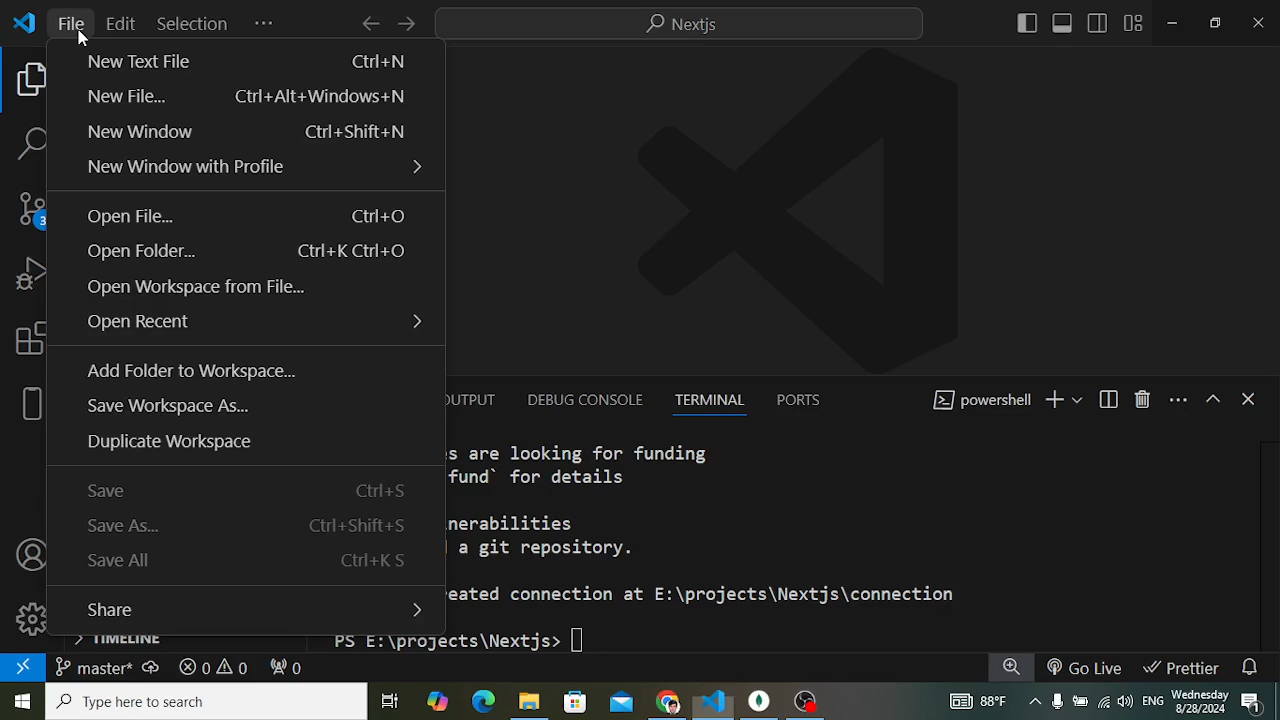 File Edit Selection ··· Nextjs
New Text File Ctrl+N
New File... Ctrl+Alt+Windows+N
New Window Ctrl+Shift+N
New Window with Profile
Open File... Ctrl+O
Open Folder... Ctrl+K Ctrl+O
Open Workspace from File...
Open Recent
Add Folder to Workspace...
Save Workspace As...
Duplicate Workspace
Save Ctrl+S
Save As... Ctrl+Shift+S
Save All Ctrl+K S
Share
TIMELINE
3
OUTPUT DEBUG CONSOLE TERMINAL PORTS powershell
es are looking for funding
fund` for details
nerabilities
a git repository.
eated connection at E:\projects\Nextjs\connection
PS E:\projects\Nextjs>
master* 0 0 0 Go Live Prettier
Type here to search 88°F ENG Wednesday 8/28/2024 1